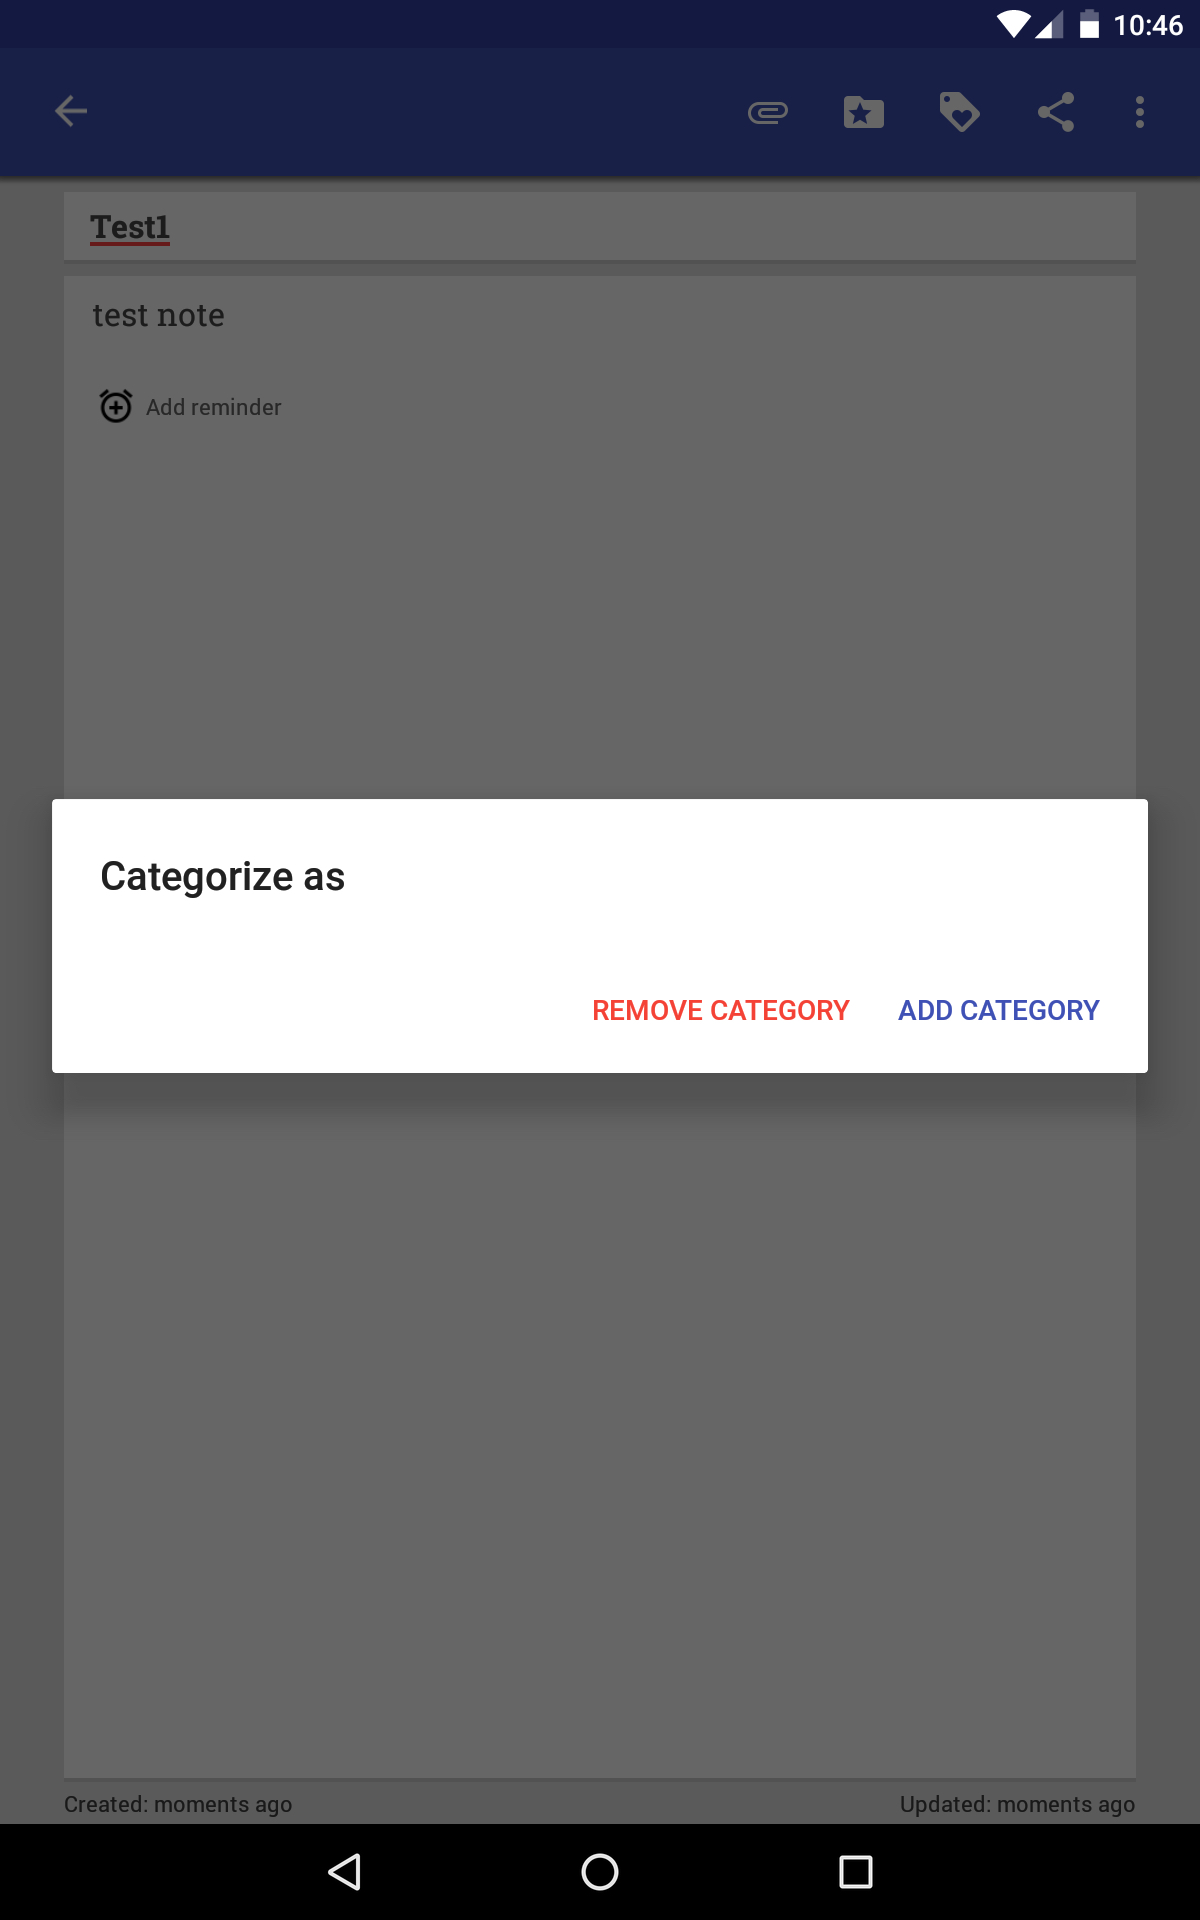 10:46
Test1
test note
Add reminder
Categorize as
REMOVE CATEGORY ADD CATEGORY
Created: moments ago Updated: moments ago